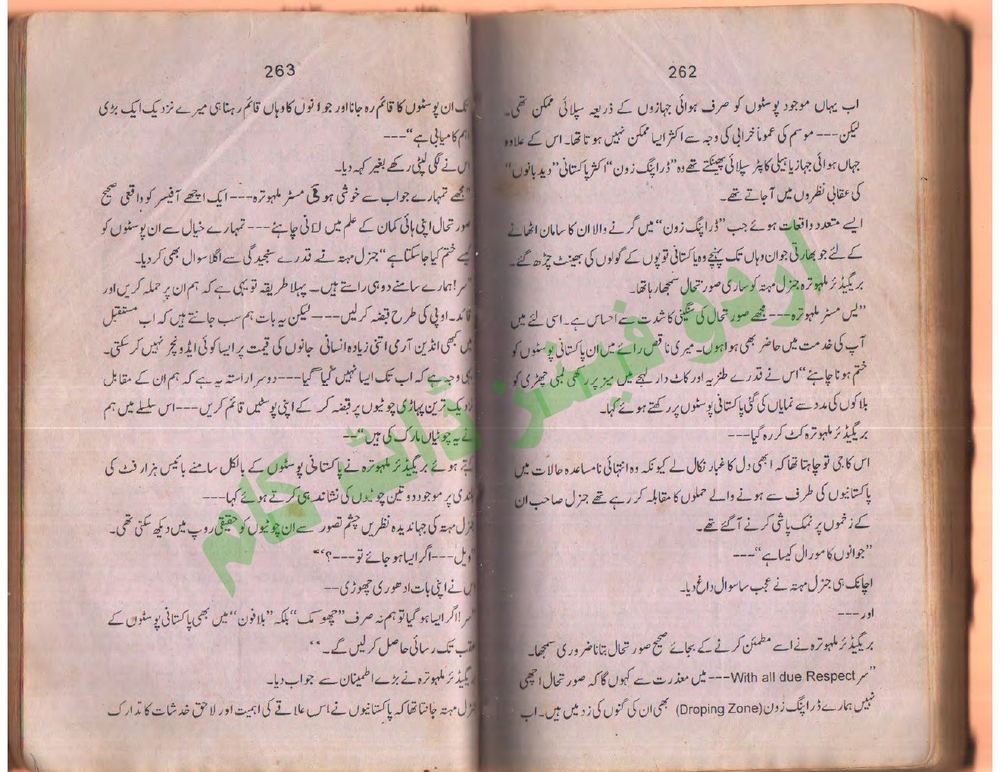 262
اب یہاں موجود پوسٹوں کو صرف ہوائی جہازوں کے ذریعہ سپلائی ممکن تھی۔
لیکن--- موسم کی عموماً خرابی کی وجہ سے اکثر ایسا ممکن نہیں ہوتا تھا۔ اس کے علاوہ
جہاں ہوائی جہاز یا ہیلی کاپٹر سپلائی پھینکتے تھے وہ ”ڈراپنگ زون“ اکثر پاکستانی ”دیدبانوں“
کی عقابی نظروں میں آجاتے تھے۔
ایسے متعدد واقعات ہوئے جب ”ڈراپنگ زون“ میں گرنے والا ان کا سامان اٹھانے
کے لئے جو بھارتی جوان وہاں تک پہنچے وہ پاکستانی توپوں کے گولوں کی بھینٹ چڑھ گئے۔
بریگیڈئر ملہوترہ جنرل مہتہ کو ساری صورتحال سمجھا رہا تھا۔
”یس مسٹر ملہوترہ--- مجھے صورتحال کی سنگینی کا شدت سے احساس ہے۔ اسی لئے میں
آپ کی خدمت میں حاضر بھی ہوا ہوں۔ میری ناقص رائے میں ان پاکستانی پوسٹوں کو
ختم ہونا چاہئے“ اس نے قدرے طنزیہ اور کاٹ دار لہجے میں میز پر رکھی لمبی چھڑی کو
بلاکوں کی مدد سے نمایاں کی گئی پاکستانی پوسٹوں پر رکھتے ہوئے کہا۔
بریگیڈئر ملہوترہ کٹ کر رہ گیا---
اس کا جی تو چاہتا تھا کہ ابھی دل کا غبار نکال لے کیونکہ وہ انتہائی نامساعدہ حالات میں
پاکستانیوں کی طرف سے ہونے والے حملوں کا مقابلہ کر رہے تھے جنرل صاحب ان
کے زخموں پر نمک پاشی کرنے آگئے تھے۔
”جوانوں کا مورال کیسا ہے“---
اچانک ہی جنرل مہتہ نے عجب سا سوال داغ دیا۔
اور---
بریگیڈئر ملہوترہ نے اسے مطمئن کرنے کے بجائے صحیح صورتحال بتانا ضروری سمجھا۔
”سر With all due Respect--- میں معذرت سے کہوں گا کہ صورتحال اچھی
نہیں ہمارے ڈراپنگ زون (Droping Zone) بھی ان کی گنوں کی زد میں ہیں۔ اب
263
تک ان پوسٹوں کا قائم رہ جانا اور جوانوں کا وہاں قائم رہنا ہی میرے نزدیک ایک بڑی
اہم کامیابی ہے“---
اس نے لگی لپٹی رکھے بغیر کہہ دیا۔
”مجھے تمہارے جواب سے خوشی ہوئی مسٹر ملہوترہ--- ایک اچھے آفیسر کو واقعی صحیح
صورتحال اپنی ہائی کمان کے علم میں لانی چاہئے--- تمہارے خیال سے ان پوسٹوں کو
کیسے ختم کیا جاسکتا ہے“ جنرل مہتہ نے قدرے سنجیدگی سے اگلا سوال بھی کر دیا۔
”سر! ہمارے سامنے دو ہی راستے ہیں۔ پہلا طریقہ تو یہی ہے کہ ہم ان پر حملہ کریں اور
قائد۔ اوپی کی طرح قبضہ کرلیں--- لیکن یہ بات ہم سب جانتے ہیں کہ اب مستقبل
میں کبھی انڈین آرمی اتنی زیادہ انسانی جانوں کی قیمت پر ایسا کوئی ایڈونچر نہیں کر سکتی۔
یہی وجہ ہے کہ اب تک ایسا نہیں کیا گیا--- دوسرا راستہ یہ ہے کہ ہم ان کے مقابل
نزدیک ترین پہاڑی چوٹیوں پر قبضہ کر کے اپنی پوسٹیں قائم کریں--- اس سلسلے میں ہم
نے یہ چوٹیاں مارک کی ہیں“--
کہتے ہوئے بریگیڈئر ملہوترہ نے پاکستانی پوسٹوں کے بالکل سامنے بائیس ہزار فٹ کی
بلندی پر موجود دو تین چوٹیوں کی نشاندہی کرتے ہوئے کہا---
جنرل مہتہ کی جہاندیدہ نظریں چشم تصور سے ان چوٹیوں کو حقیقی روپ میں دیکھ سکتی تھی۔
”ویل--- اگر ایسا ہو جائے تو---؟“
اس نے اپنی بات ادھوری چھوڑی--
”سر! اگر ایسا ہو گیا تو ہم نہ صرف ”چھومک“ بلکہ ”بلافون“ میں بھی پاکستانی پوسٹوں کے
عقب تک رسائی حاصل کرلیں گے۔“
بریگیڈئر ملہوترہ نے بڑے اطمینان سے جواب دیا۔
جنرل مہتہ جانتا تھا کہ پاکستانیوں نے اس علاقے کی اہمیت اور لاحق خدشات کا تدارک
اردو فینز ڈاٹ کام